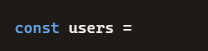 const users =